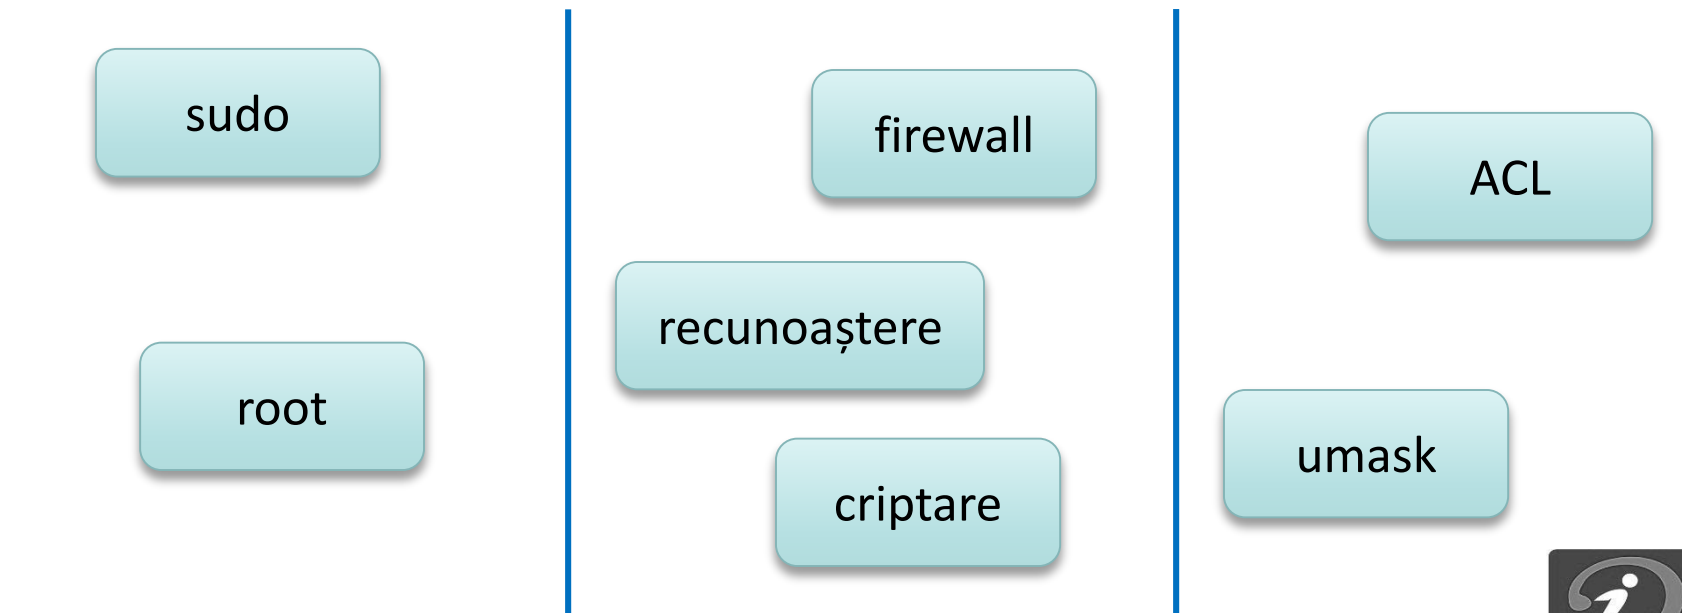 sudo
root
firewall
recunoaștere
criptare
ACL
umask